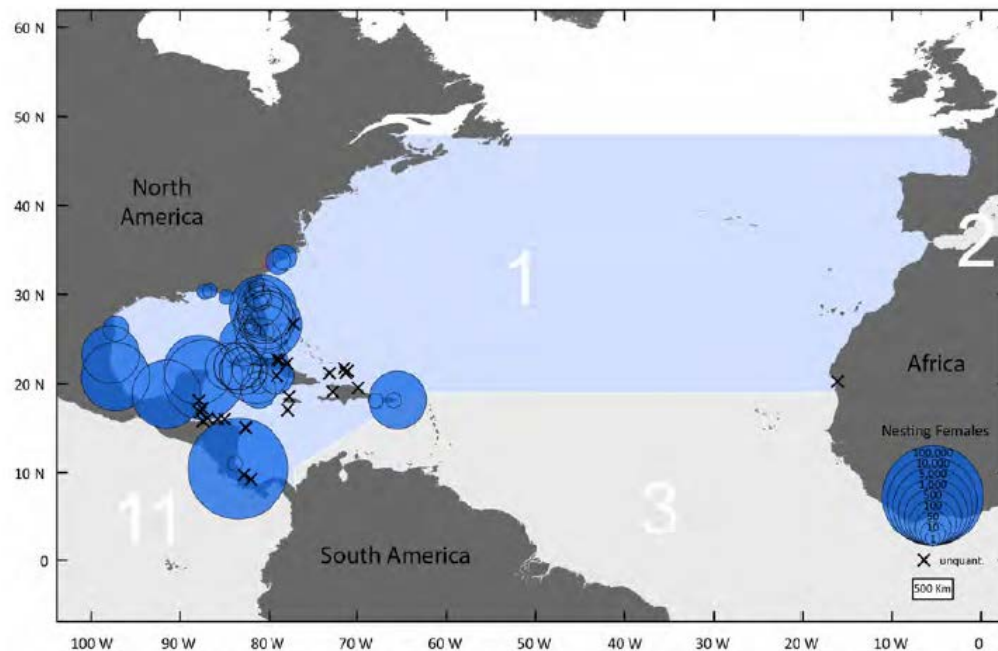 60 N
50 N
40 N
30 N
20 N
10 N
0
North
America
1
2
Africa
Nesting Females
100,000
10,000
5,000
1,000
500
100
50
10
1
unquant.
500 Km
11
3
South America
100 W
90 W
80 W
70 W
60 W
50 W
40 W
30 W
20 W
10 W
0